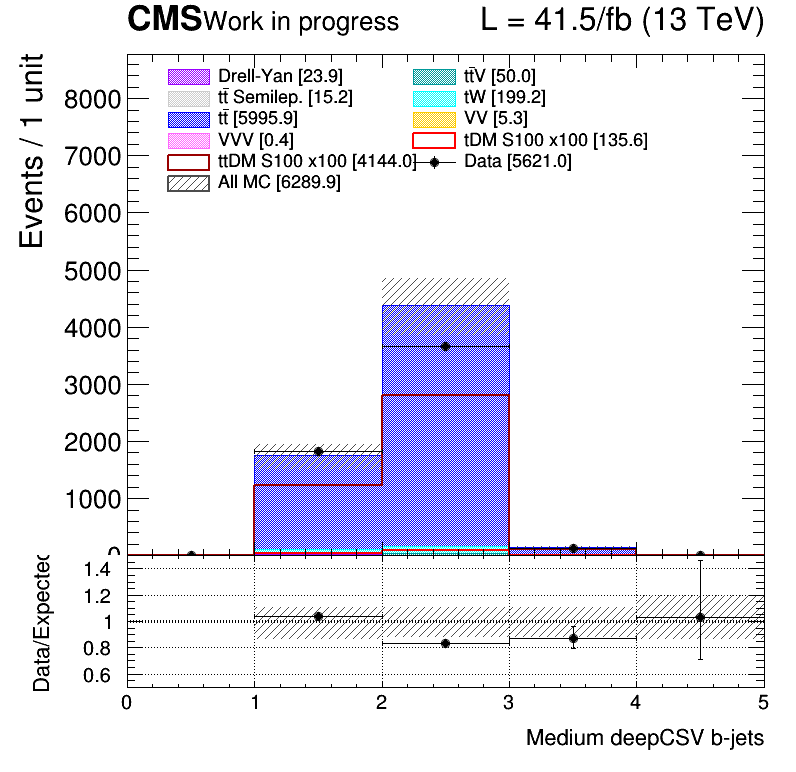 CMS Work in progress L = 41.5/fb (13 TeV)
Events / 1 unit
Drell-Yan [23.9] tt̄V [50.0]
tt̄ Semilep. [15.2] tW [199.2]
tt̄ [5995.9] VV [5.3]
VVV [0.4] tDM S100 x100 [135.6]
ttDM S100 x100 [4144.0] Data [5621.0]
All MC [6289.9]
8000
7000
6000
5000
4000
3000
2000
1000
0
Data/Expected
1.4
1.2
1
0.8
0.6
0 1 2 3 4 5
Medium deepCSV b-jets